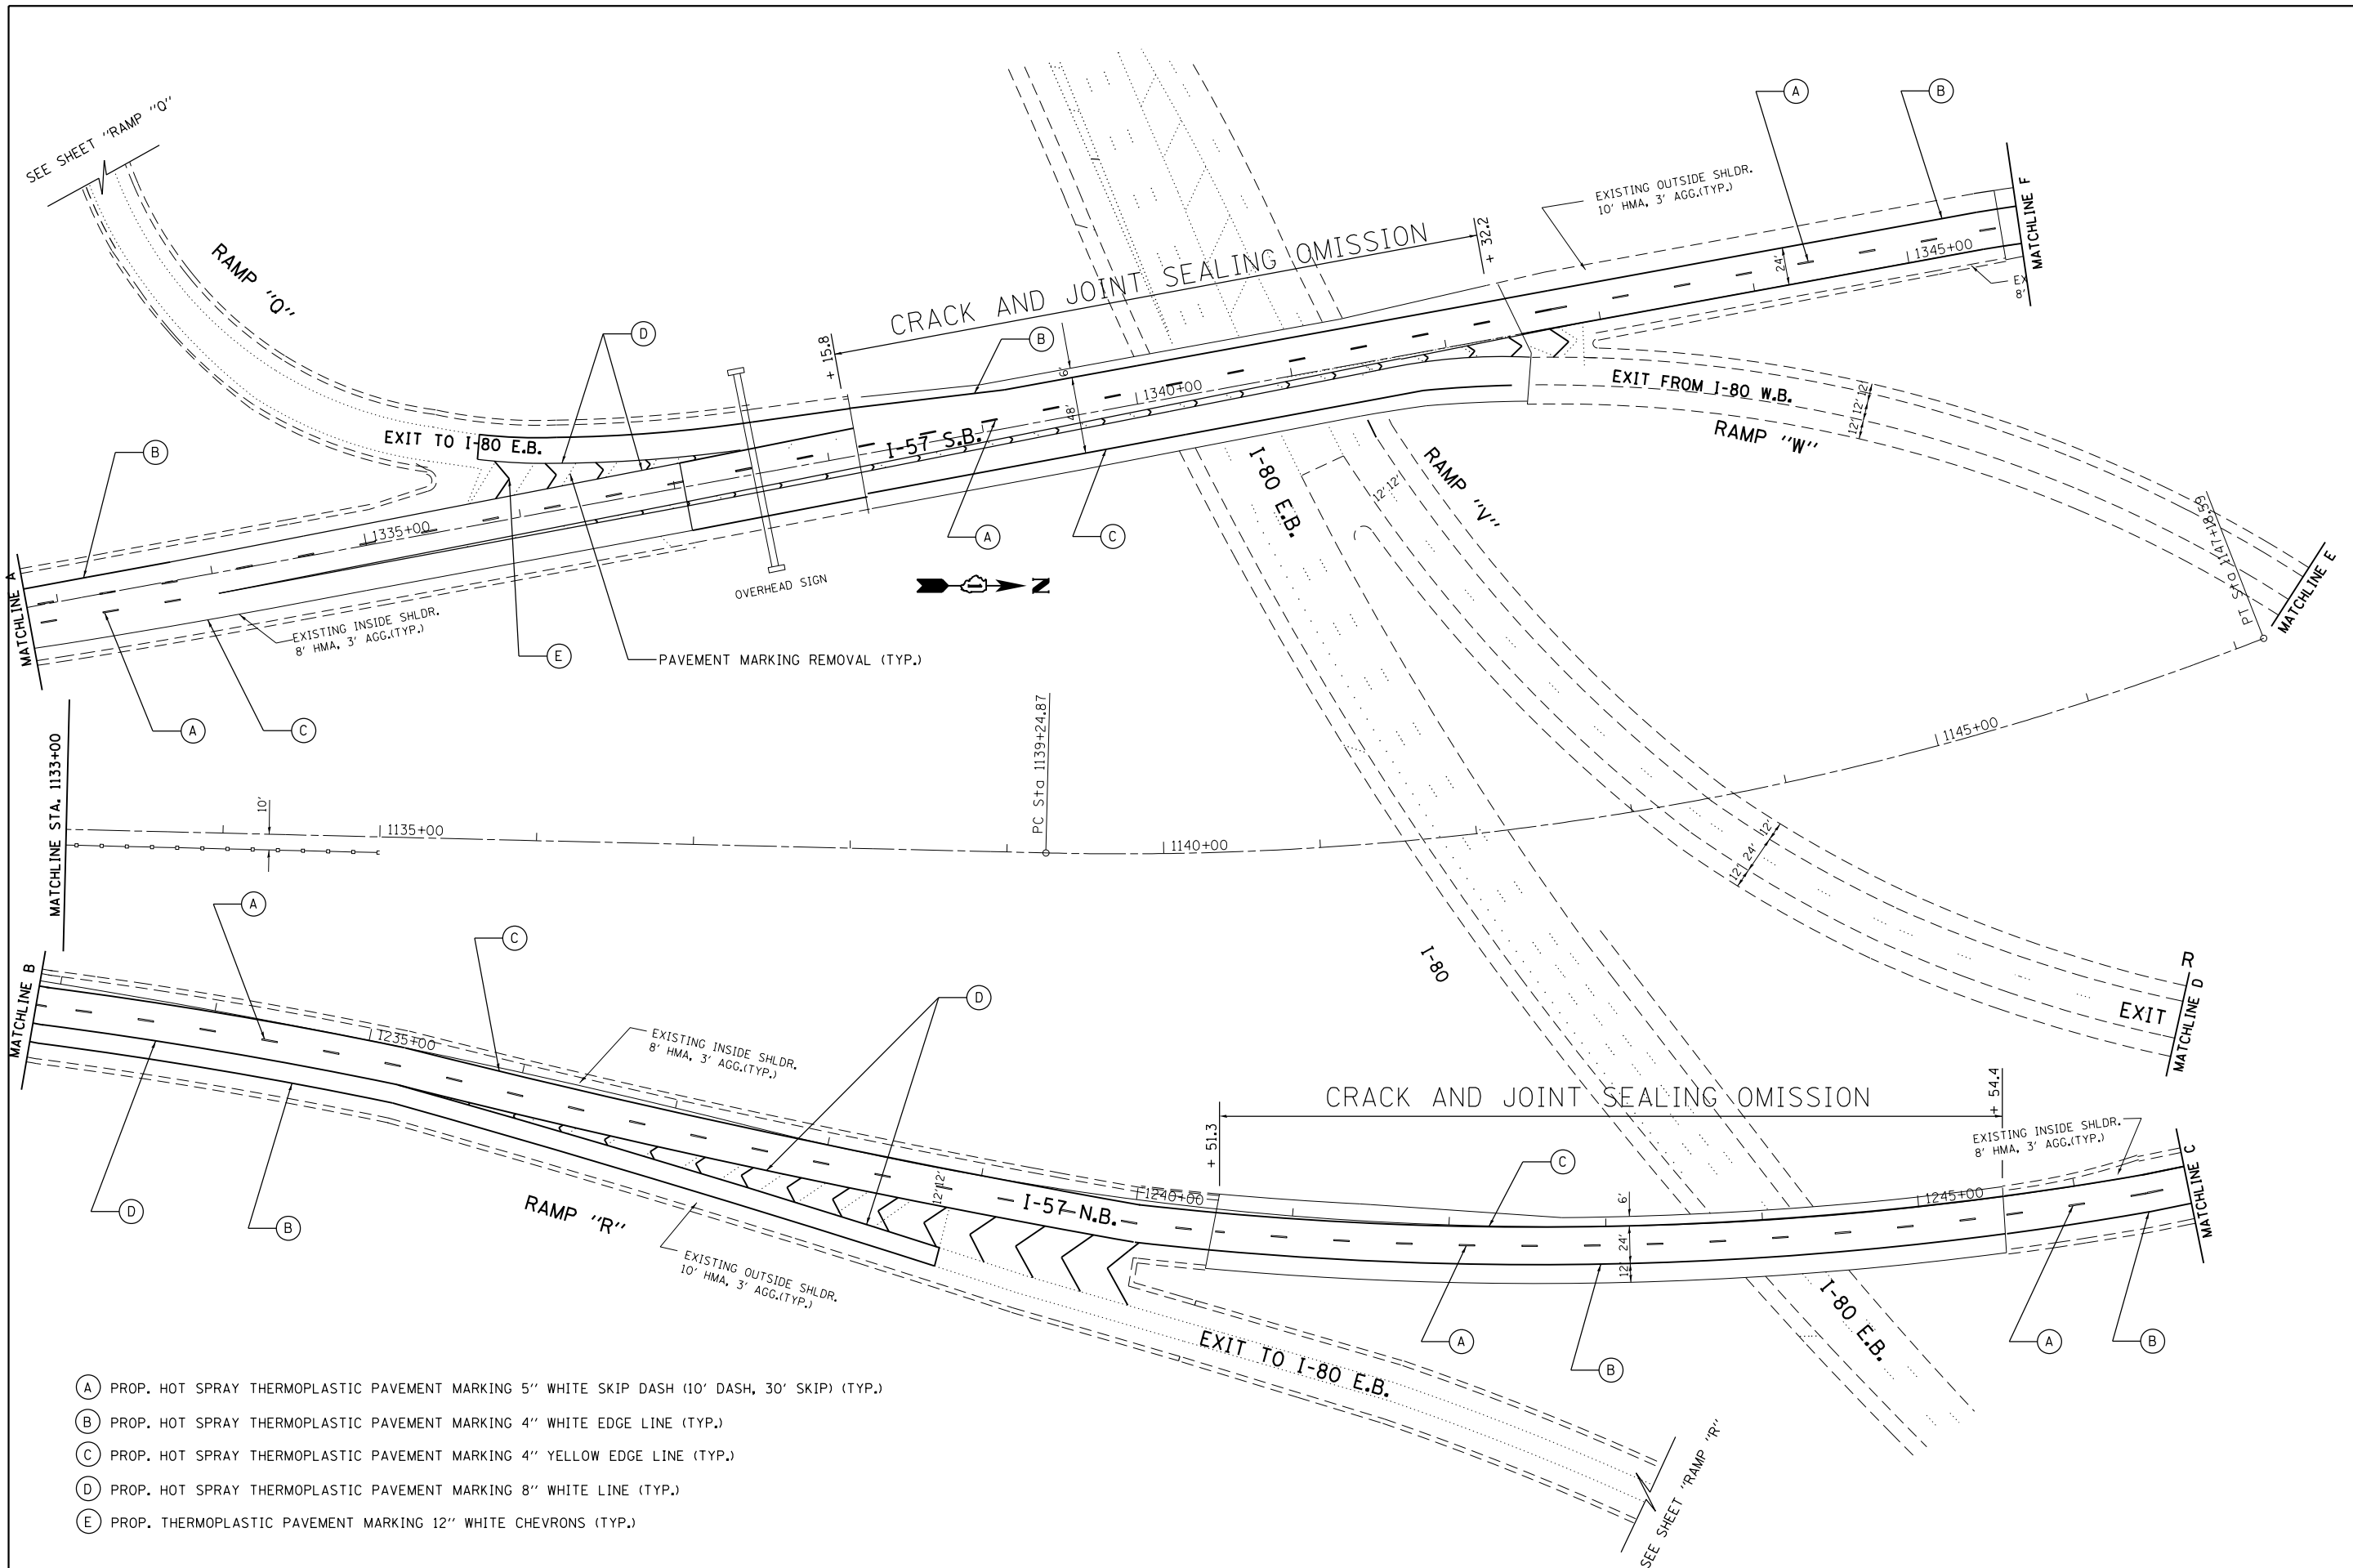 SEE SHEET "RAMP "Q"
RAMP "Q"
EXIT TO I-80 E.B.
D
B
B
A
B
A
C
E
A
C
CRACK AND JOINT SEALING OMISSION
+ 15.8
+ 32.2
EXISTING OUTSIDE SHLDR.
10' HMA, 3' AGG.(TYP.)
1345+00
24'
MATCHLINE F
EX
8'
1340+00
6'
48'
I-57 S.B.
1335+00
EXIT FROM I-80 W.B.
RAMP "W"
12' 12' 12'
MATCHLINE A
EXISTING INSIDE SHLDR.
8' HMA, 3' AGG.(TYP.)
OVERHEAD SIGN
PAVEMENT MARKING REMOVAL (TYP.)
N
I-80 E.B.
12' 12'
RAMP "V"
PT Sta 1147+18.59
MATCHLINE E
MATCHLINE STA. 1133+00
10'
1135+00
PC Sta 1139+24.87
1140+00
1145+00
12' 24' 12'
R
EXIT
MATCHLINE D
I-80
MATCHLINE B
A
C
D
D
B
1235+00
EXISTING INSIDE SHLDR.
8' HMA, 3' AGG.(TYP.)
RAMP "R"
12' 12'
I-57 N.B.
EXISTING OUTSIDE SHLDR.
10' HMA, 3' AGG.(TYP.)
CRACK AND JOINT SEALING OMISSION
+ 51.3
+ 54.4
1240+00
1245+00
6'
24'
12'
C
A
B
A
B
EXISTING INSIDE SHLDR.
8' HMA, 3' AGG.(TYP.)
MATCHLINE C
I-80 E.B.
EXIT TO I-80 E.B.
SEE SHEET "RAMP "R"
A PROP. HOT SPRAY THERMOPLASTIC PAVEMENT MARKING 5" WHITE SKIP DASH (10' DASH, 30' SKIP) (TYP.)
B PROP. HOT SPRAY THERMOPLASTIC PAVEMENT MARKING 4" WHITE EDGE LINE (TYP.)
C PROP. HOT SPRAY THERMOPLASTIC PAVEMENT MARKING 4" YELLOW EDGE LINE (TYP.)
D PROP. HOT SPRAY THERMOPLASTIC PAVEMENT MARKING 8" WHITE LINE (TYP.)
E PROP. THERMOPLASTIC PAVEMENT MARKING 12" WHITE CHEVRONS (TYP.)